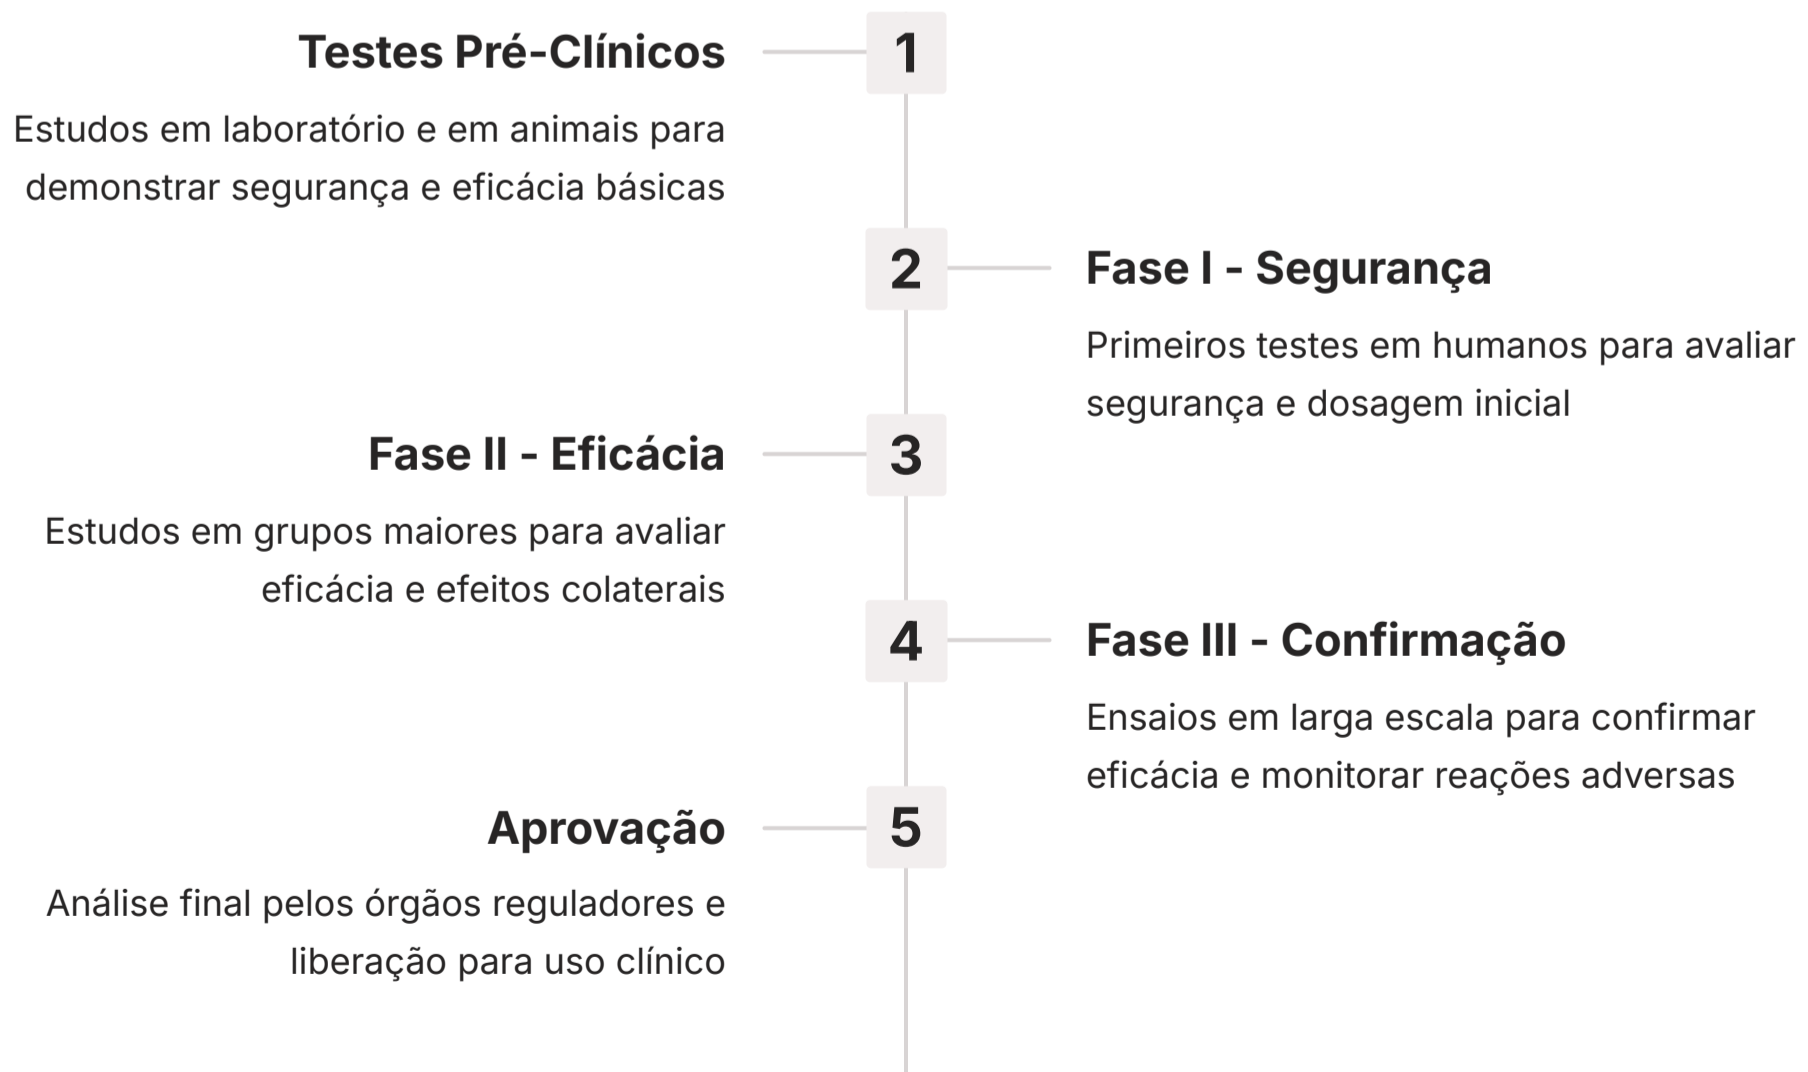 Testes Pré-Clínicos
1
Estudos em laboratório e em animais para
demonstrar segurança e eficácia básicas
2
Fase I - Segurança
Primeiros testes em humanos para avaliar
segurança e dosagem inicial
Fase II - Eficácia
3
Estudos em grupos maiores para avaliar
eficácia e efeitos colaterais
4
Fase III - Confirmação
Ensaios em larga escala para confirmar
eficácia e monitorar reações adversas
Aprovação
5
Análise final pelos órgãos reguladores e
liberação para uso clínico